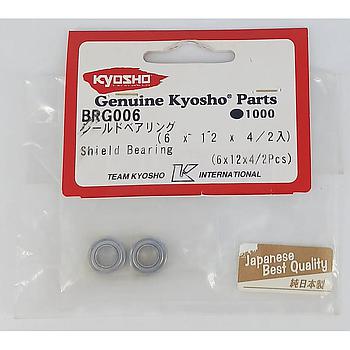 KYOSHO
Genuine Kyosho® Parts
BRG006 ●1000
シールドベアリング
(6 x 12 x 4/2入)
Shield Bearing
(6x12x4/2Pcs)
TEAM KYOSHO K INTERNATIONAL
Japanese
Best Quality
純日本製